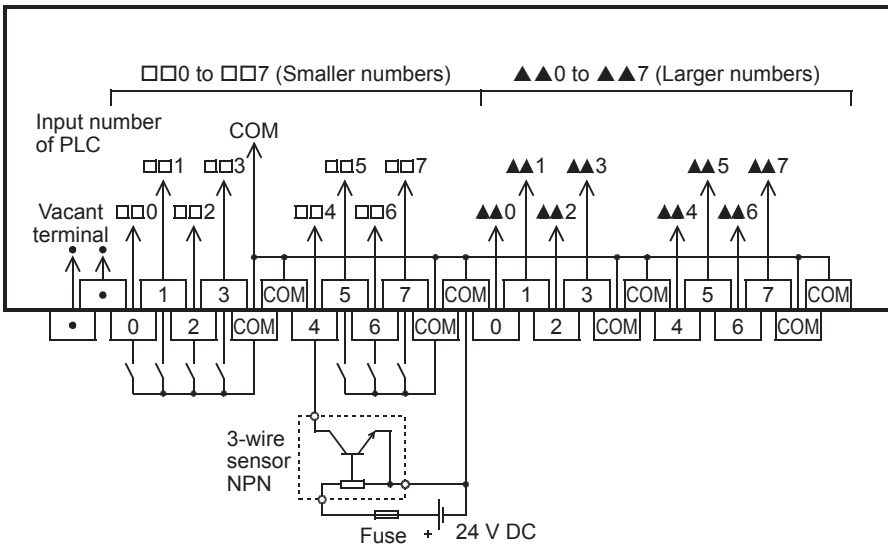 □□0 to □□7 (Smaller numbers)
▲▲0 to ▲▲7 (Larger numbers)
Input number
of PLC
COM
□□1 □□3 □□5 □□7 ▲▲1 ▲▲3 ▲▲5 ▲▲7
Vacant
terminal
□□0 □□2 □□4 □□6 ▲▲0 ▲▲2 ▲▲4 ▲▲6
• •
• 1 3 COM 5 7 COM 1 3 COM 5 7 COM
• 0 2 COM 4 6 COM 0 2 COM 4 6 COM
3-wire
sensor
NPN
Fuse + 24 V DC